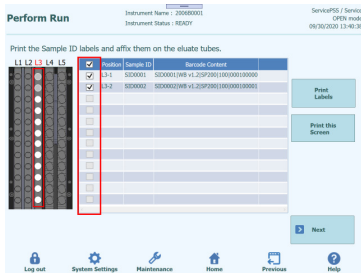 Perform Run
Instrument Name : 2006B0001
Instrument Status : READY
ServicePSS / Service
OPEN mode
09/30/2020 13:40:38
Print the Sample ID labels and affix them on the eluate tubes.
L1 L2 L3 L4 L5
Position Sample ID Barcode Content
L3-1 SID0001 SID0001|WB v1.2|SP200|100|000100000
L3-2 SID0002 SID0002|WB v1.2|SP200|100|000100001
Print
Labels
Print this
Screen
Next
Log out System Settings Maintenance Home Previous Help